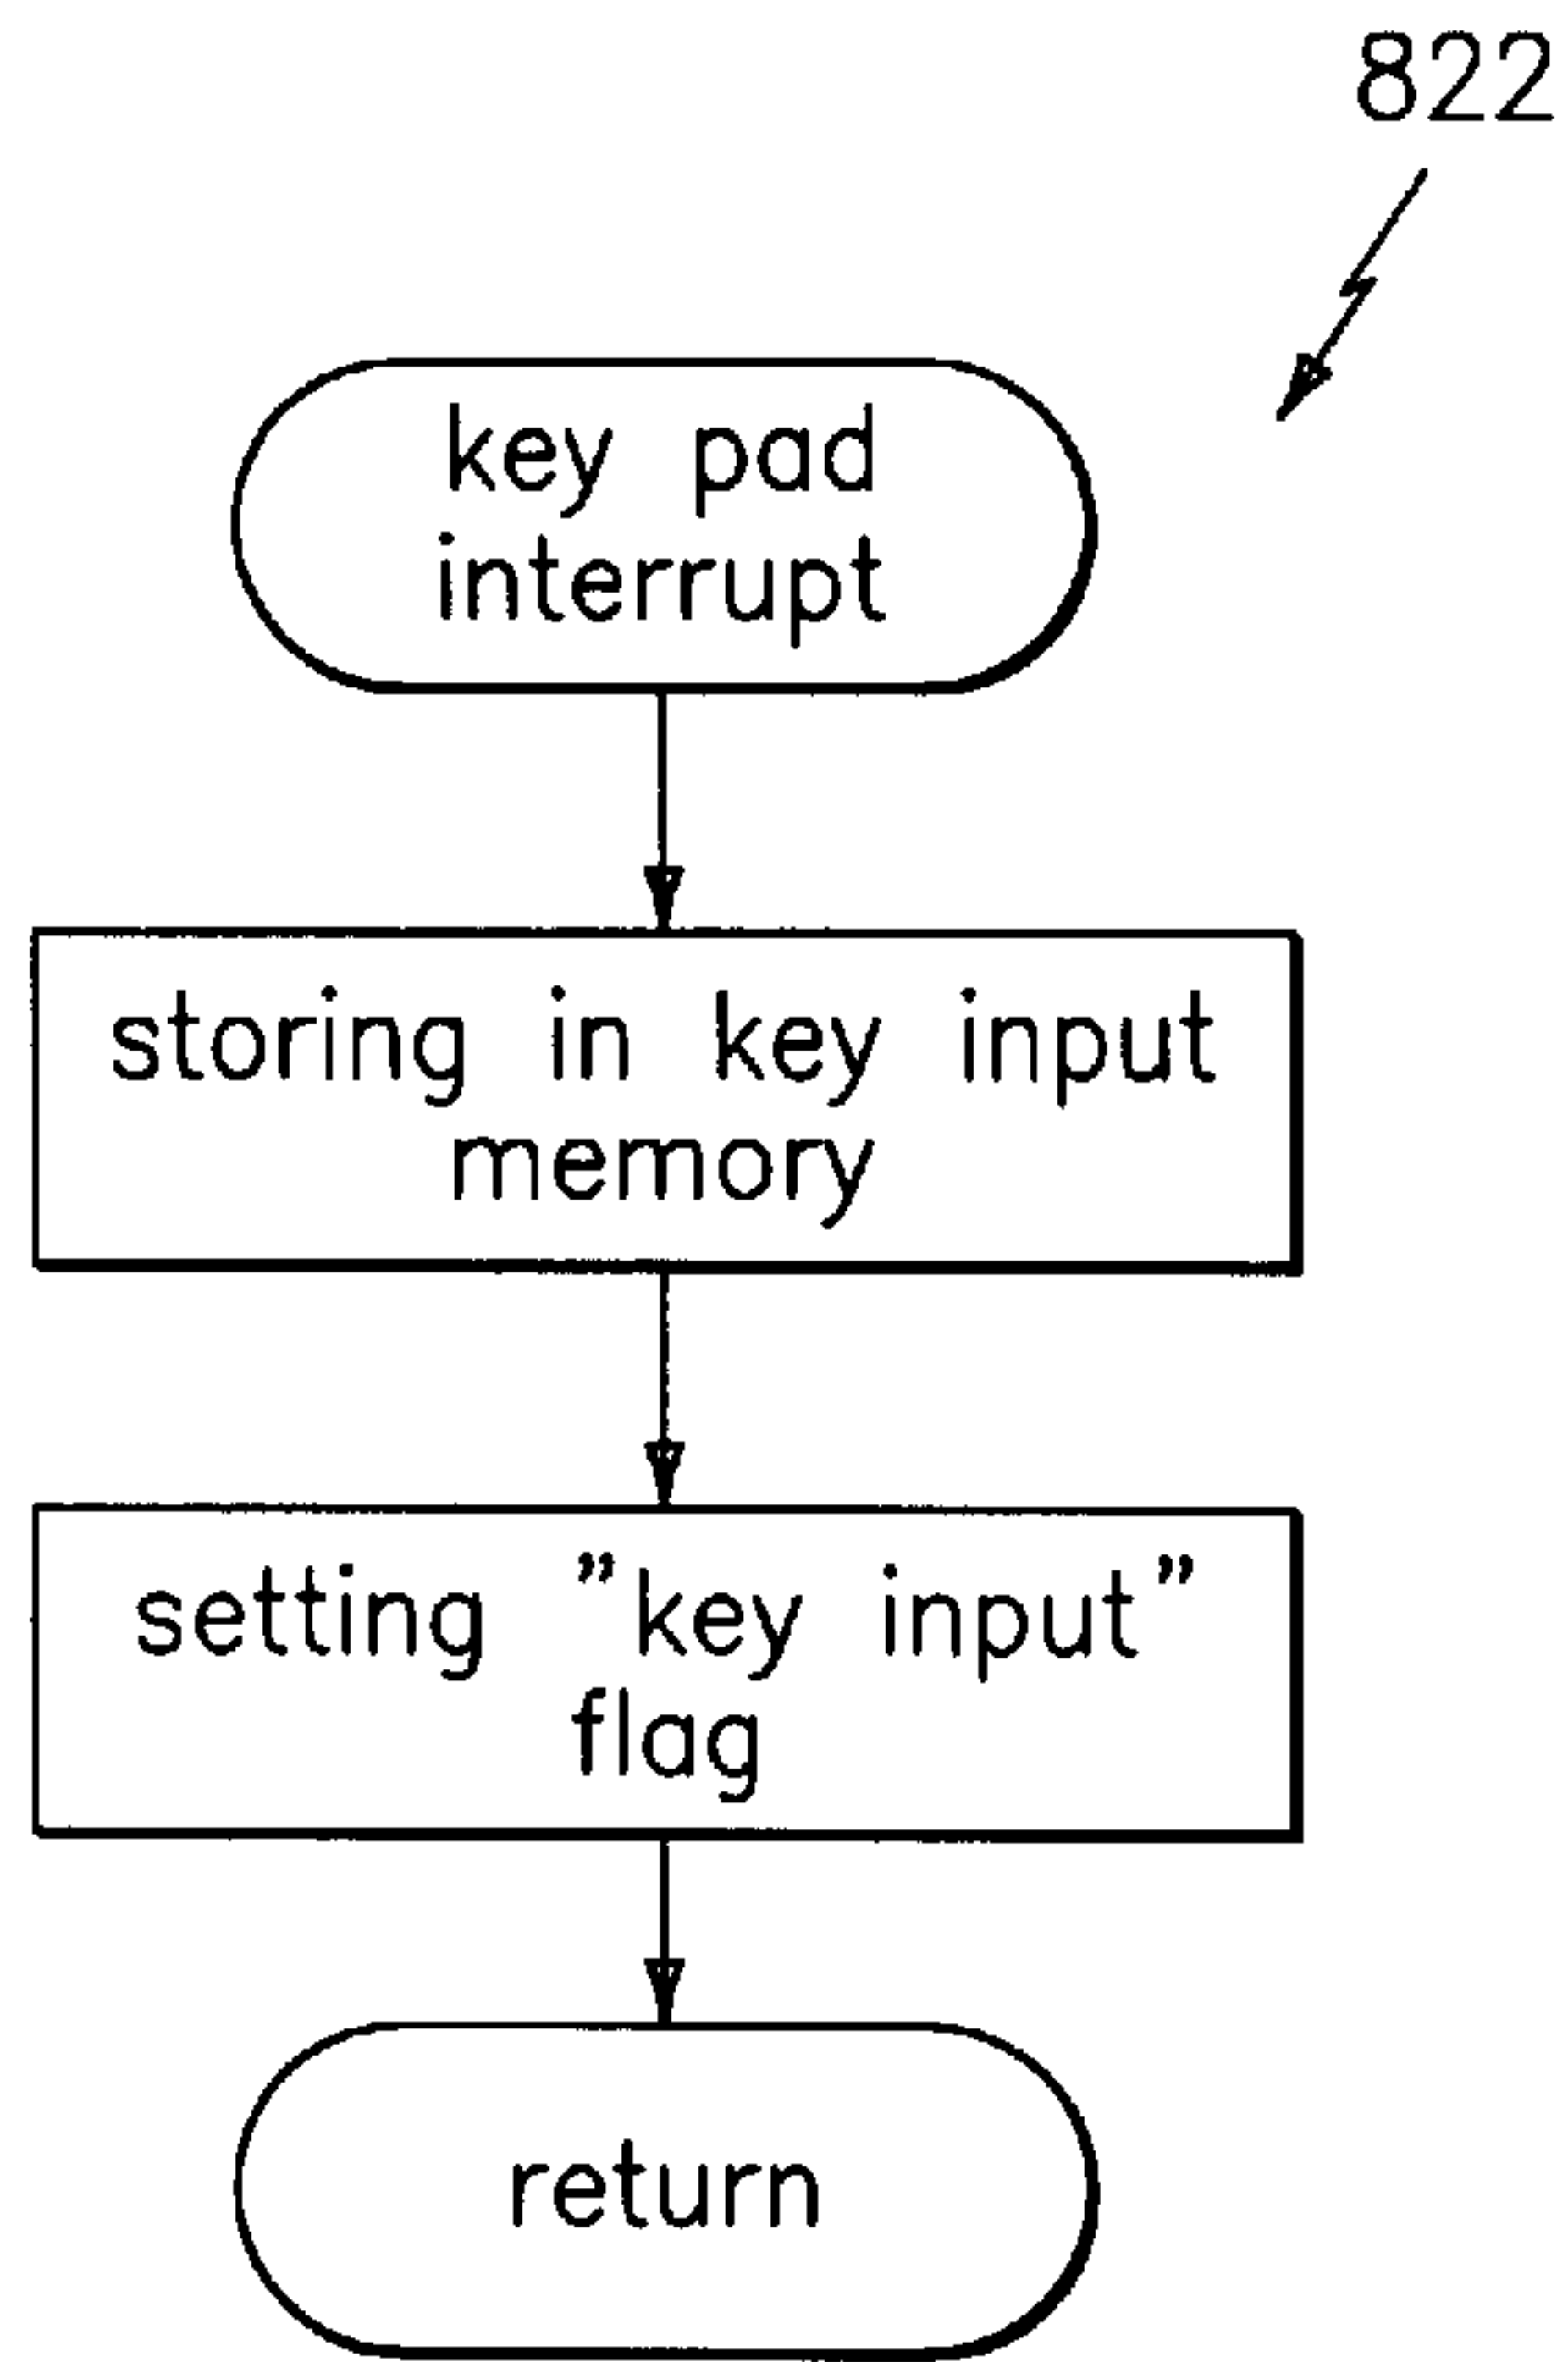 822
key pad
interrupt
storing in key input
memory
setting "key input"
flag
return